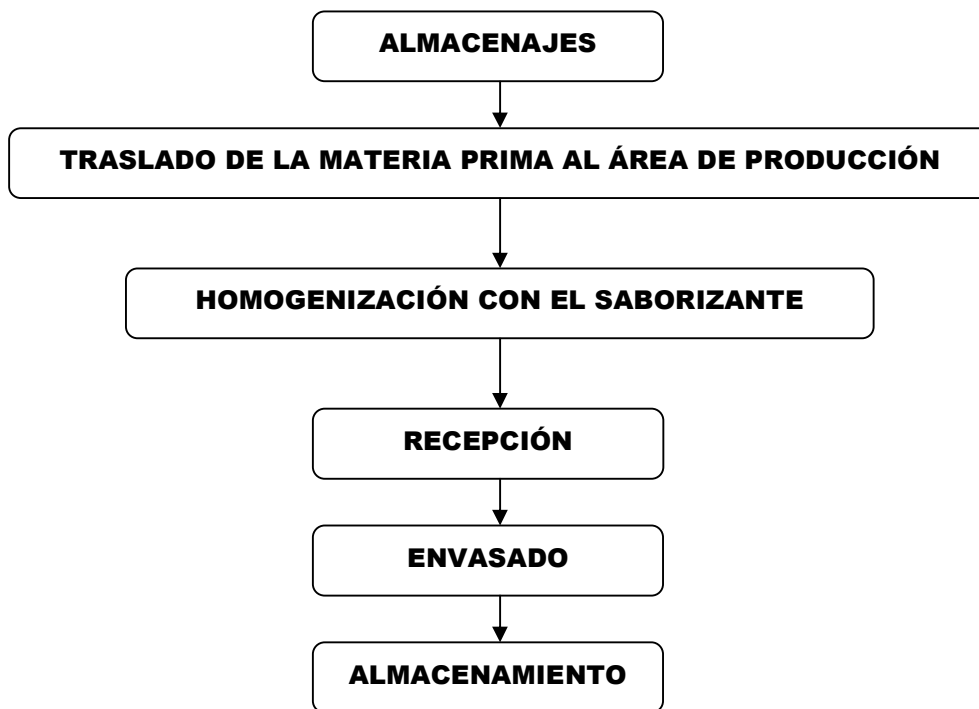 ALMACENAJES
TRASLADO DE LA MATERIA PRIMA AL ÁREA DE PRODUCCIÓN
HOMOGENIZACIÓN CON EL SABORIZANTE
RECEPCIÓN
ENVASADO
ALMACENAMIENTO